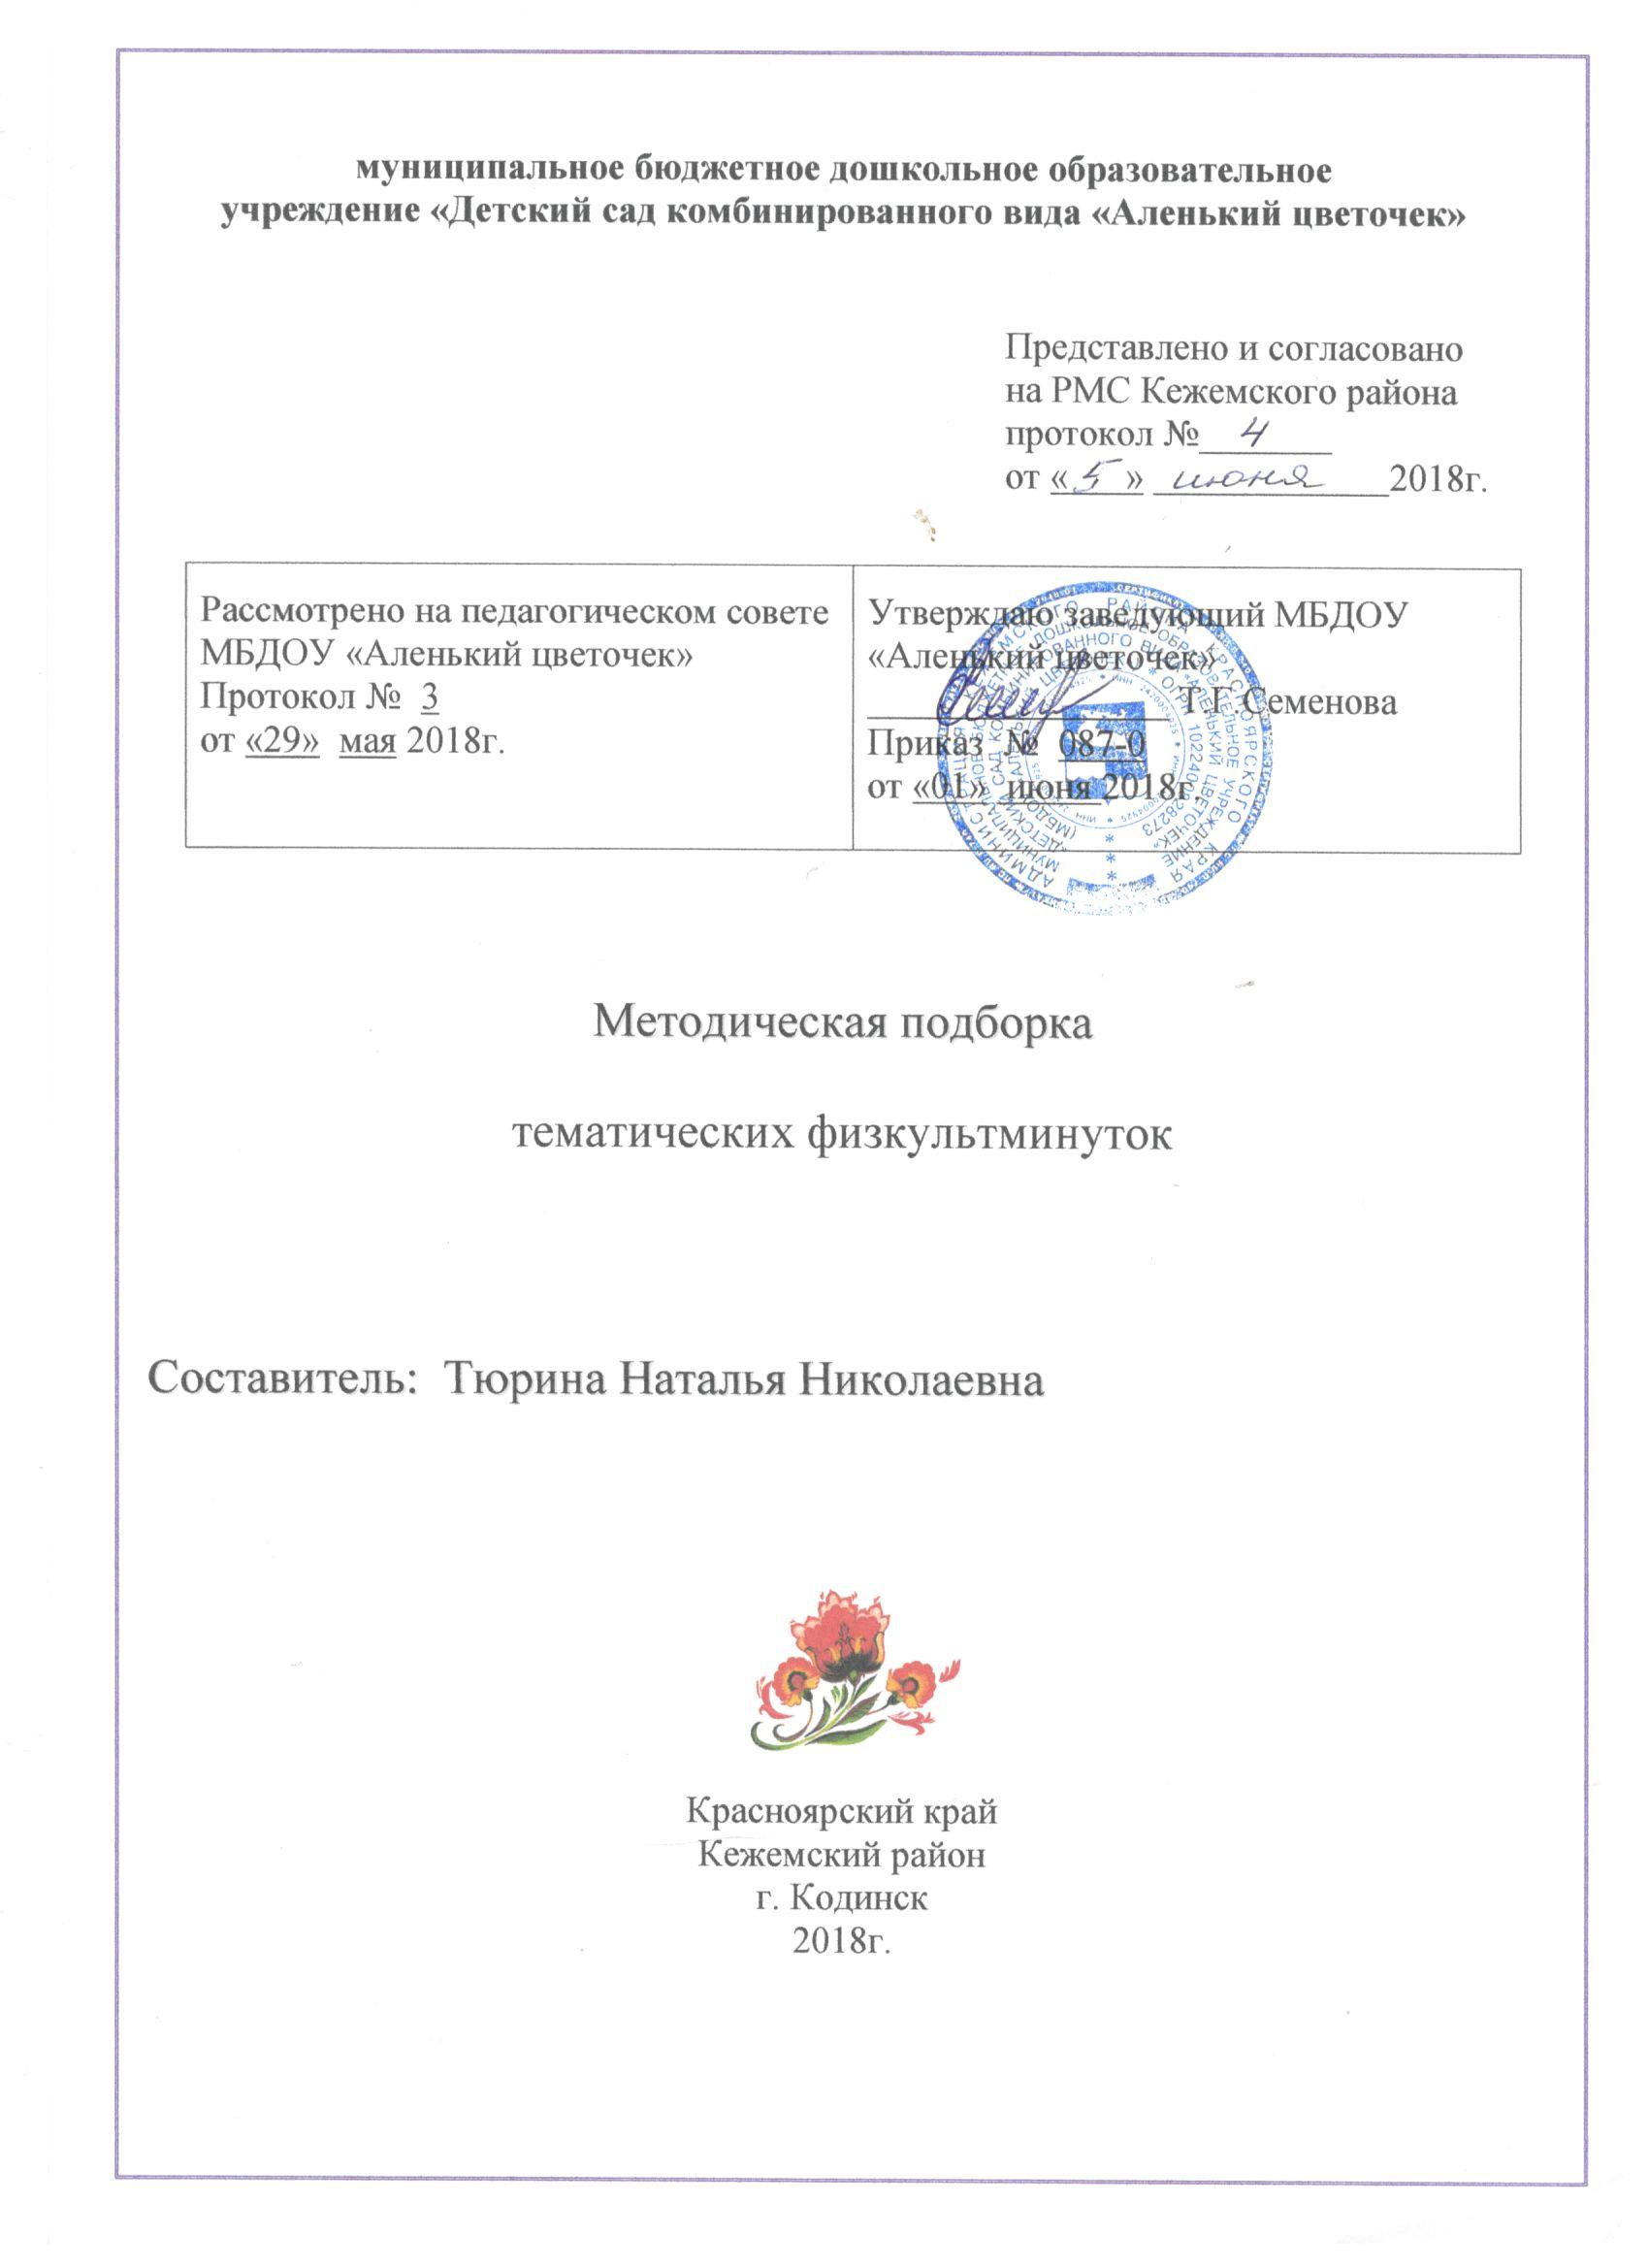 муниципальное бюджетное дошкольное образовательное
учреждение «Детский сад комбинированного вида «Аленький цветочек»
Представлено и согласовано
на РМС Кежемского района
протокол № 4
от «5» июня 2018г.
Рассмотрено на педагогическом совете
МБДОУ «Аленький цветочек»
Протокол № 3
от «29» мая 2018г.
Утверждаю заведующий МБДОУ
«Аленький цветочек»
Т.Г.Семенова
Приказ № 087-0
от «01» июня 2018г.
Методическая подборка
тематических физкультминуток
Составитель: Тюрина Наталья Николаевна
Красноярский край
Кежемский район
г. Кодинск
2018г.